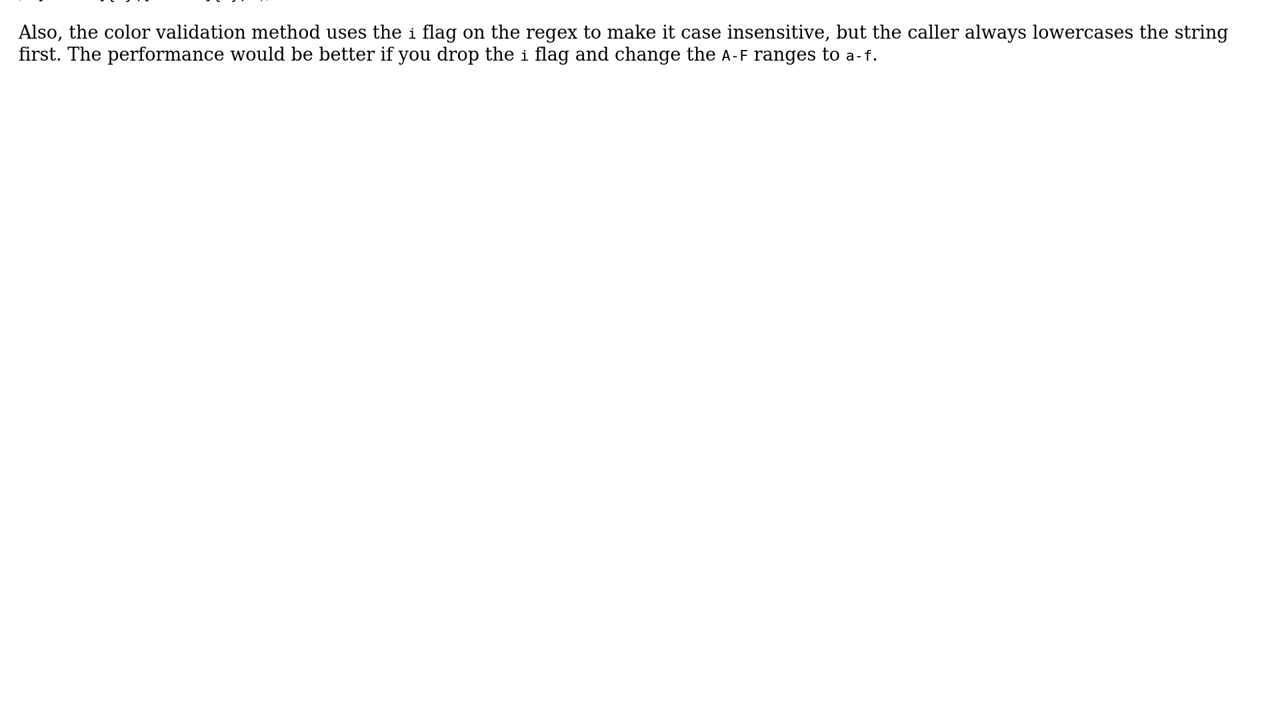 Also, the color validation method uses the i flag on the regex to make it case insensitive, but the caller always lowercases the string
first. The performance would be better if you drop the i flag and change the A-F ranges to a-f.